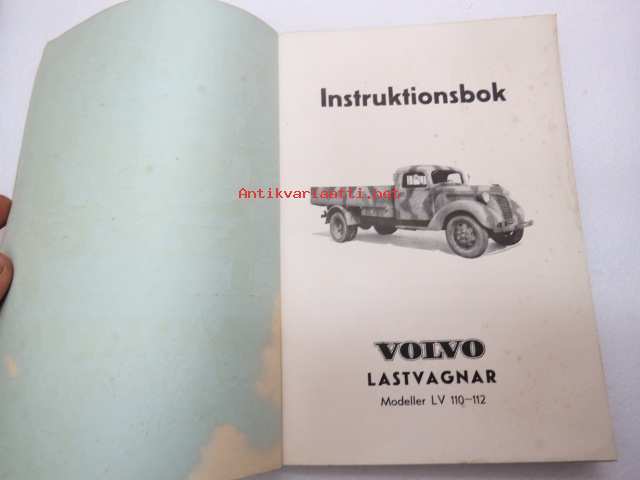 Instruktionsbok
Antikvariaatti.net
VOLVO
LASTVAGNAR
Modeller LV 110~112